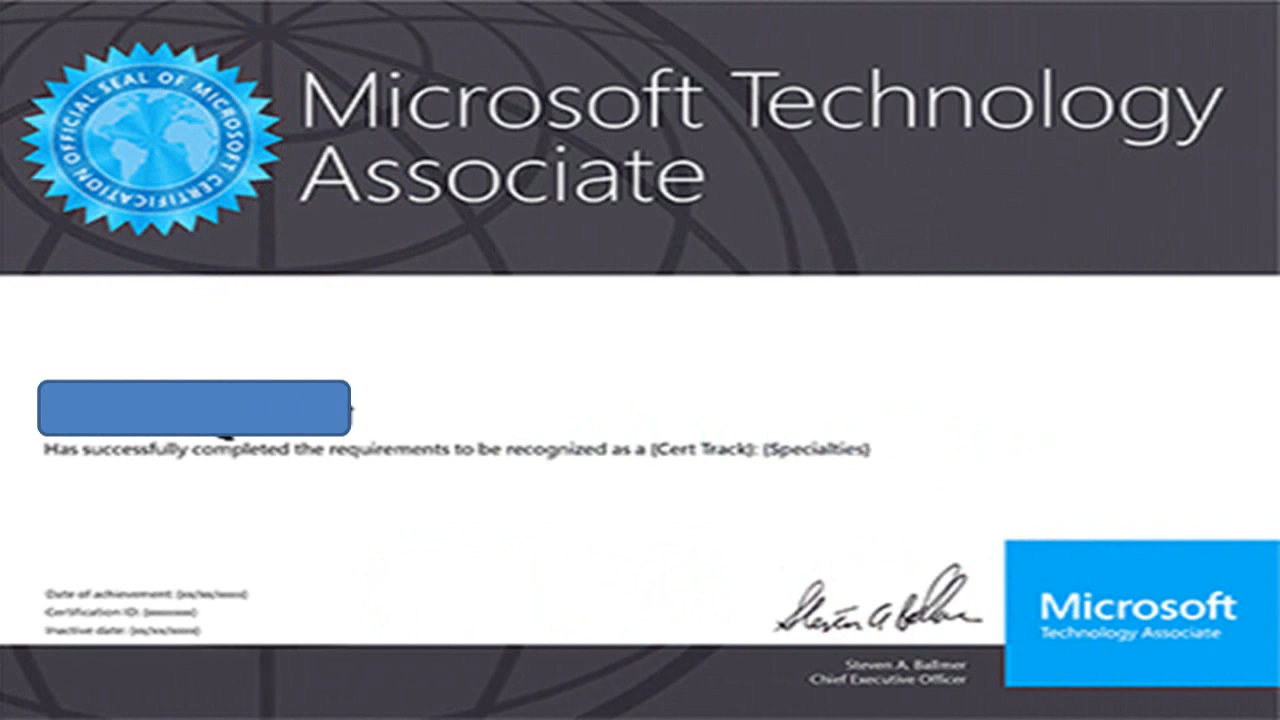 OFFICIAL SEAL OF MICROSOFT CERTIFICATION
Microsoft Technology
Associate
Has successfully completed the requirements to be recognized as a {Cert Track}: {Specialties}
Date of achievement: {xx/xx/xxxx}
Certification ID: {xxxxxxx}
Inactive date: {xx/xx/xxxx}
Steven A. Ballmer
Chief Executive Officer
Microsoft
Technology Associate